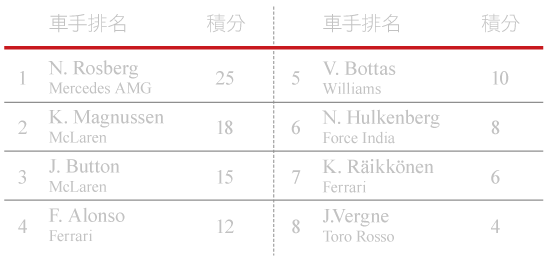 車手排名 積分
1 N. Rosberg 25
Mercedes AMG
2 K. Magnussen 18
McLaren
3 J. Button 15
McLaren
4 F. Alonso 12
Ferrari
車手排名 積分
5 V. Bottas 10
Williams
6 N. Hulkenberg 8
Force India
7 K. Räikkönen 6
Ferrari
8 J.Vergne 4
Toro Rosso